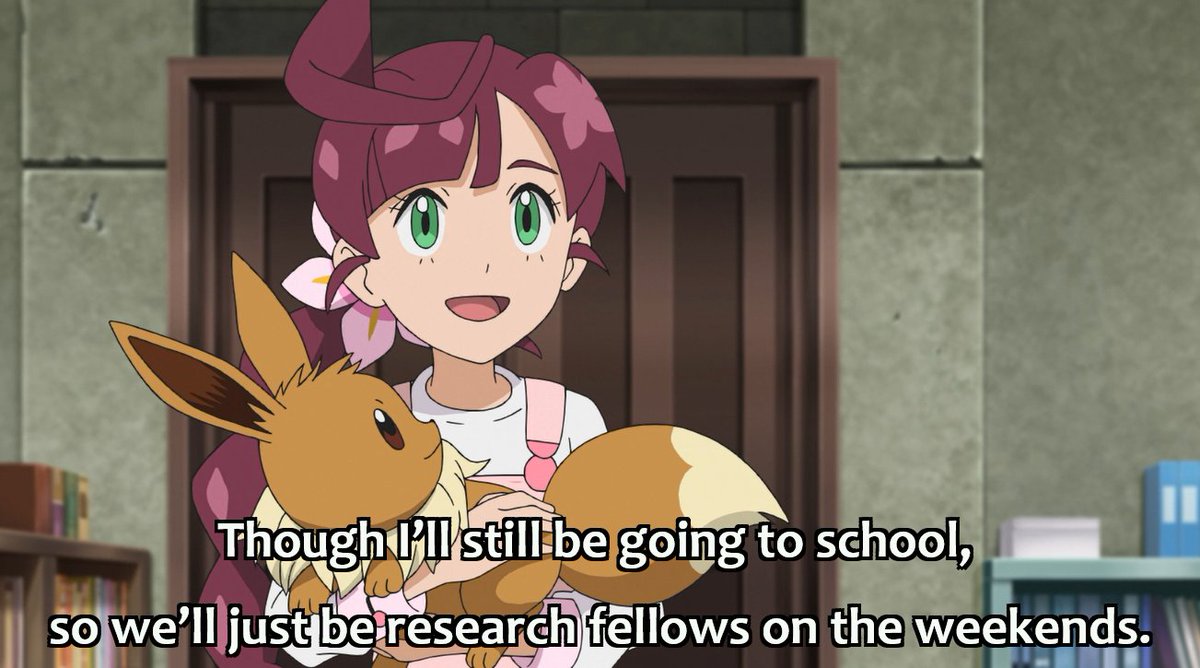 Though I'll still be going to school,
so we'll just be research fellows on the weekends.